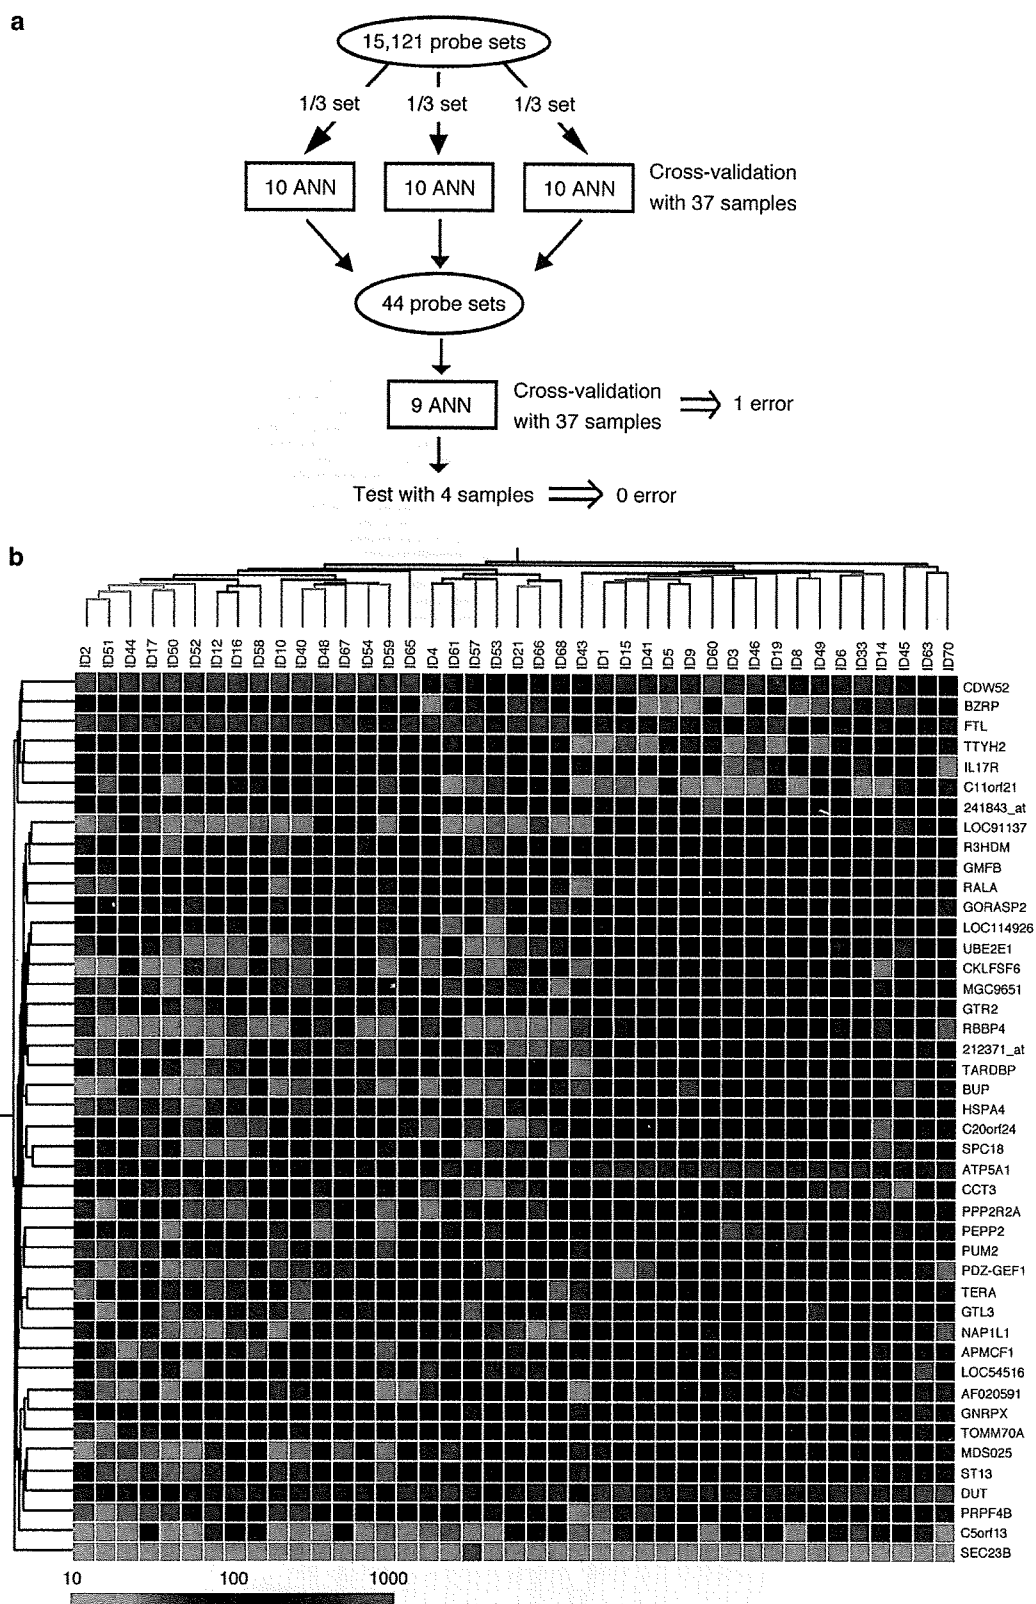 a
15,121 probe sets
1/3 set 1/3 set 1/3 set
10 ANN 10 ANN 10 ANN
Cross-validation
with 37 samples
44 probe sets
9 ANN
Cross-validation
with 37 samples
1 error
Test with 4 samples
0 error
b
ID2 ID51 ID44 ID17 ID50 ID52 ID12 ID16 ID58 ID10 ID40 ID48 ID67 ID54 ID59 ID65 ID4 ID61 ID57 ID53 ID21 ID66 ID68 ID43 ID1 ID15 ID41 ID5 ID9 ID60 ID3 ID46 ID19 ID8 ID49 ID6 ID33 ID14 ID45 ID63 ID70
CDW52
BZRP
FTL
TTYH2
IL17R
C11orf21
241843_at
LOC91137
R3HDM
GMFB
RALA
GORASP2
LOC114926
UBE2E1
CKLFSF6
MGC9651
GTR2
RBBP4
212371_at
TARDBP
BUP
HSPA4
C20orf24
SPC18
ATP5A1
CCT3
PPP2R2A
PEPP2
PUM2
PDZ-GEF1
TERA
GTL3
NAP1L1
APMCF1
LOC54516
AF020591
GNRPX
TOMM70A
MDS025
ST13
DUT
PRPF4B
C5orf13
SEC23B
10 100 1000